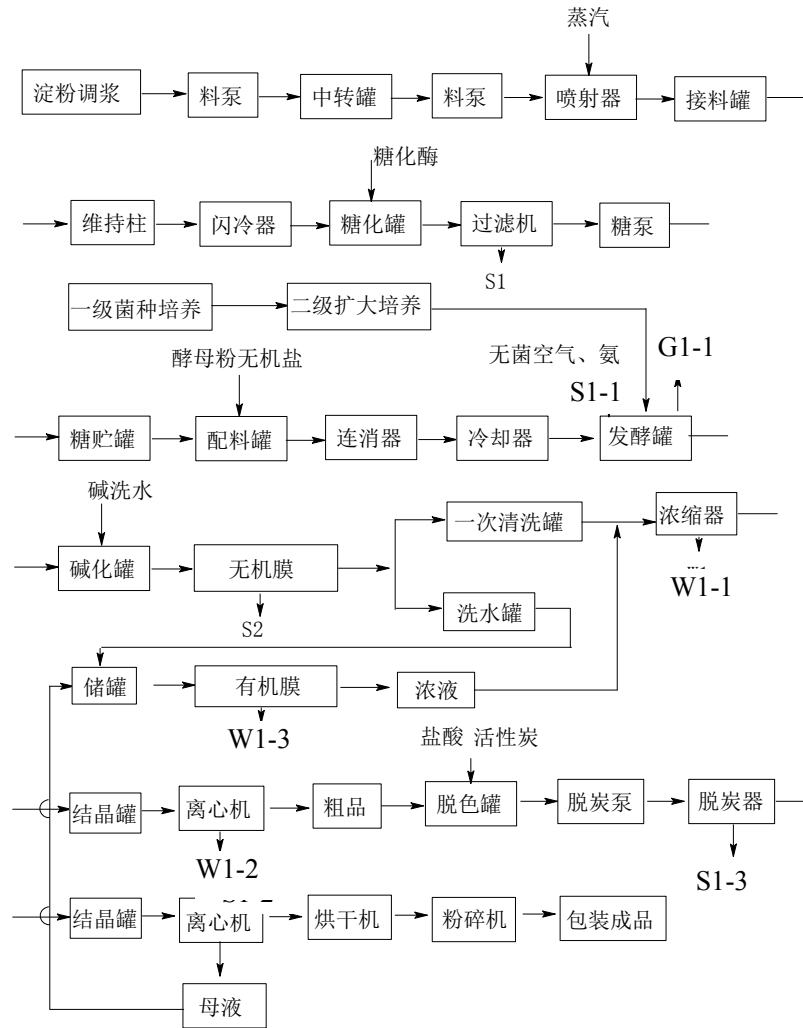 蒸汽
淀粉调浆 料泵 中转罐 料泵 喷射器 接料罐
糖化酶
维持柱 闪冷器 糖化罐 过滤机 糖泵
S1
一级菌种培养 二级扩大培养
酵母粉无机盐 无菌空气、氨 G1-1
S1-1
糖贮罐 配料罐 连消器 冷却器 发酵罐
碱洗水
一次清洗罐 浓缩器
碱化罐 无机膜
W1-1
洗水罐
S2
储罐 有机膜 浓液
W1-3
盐酸 活性炭
结晶罐 离心机 粗品 脱色罐 脱炭泵 脱炭器
W1-2 S1-3
结晶罐 离心机 烘干机 粉碎机 包装成品
母液